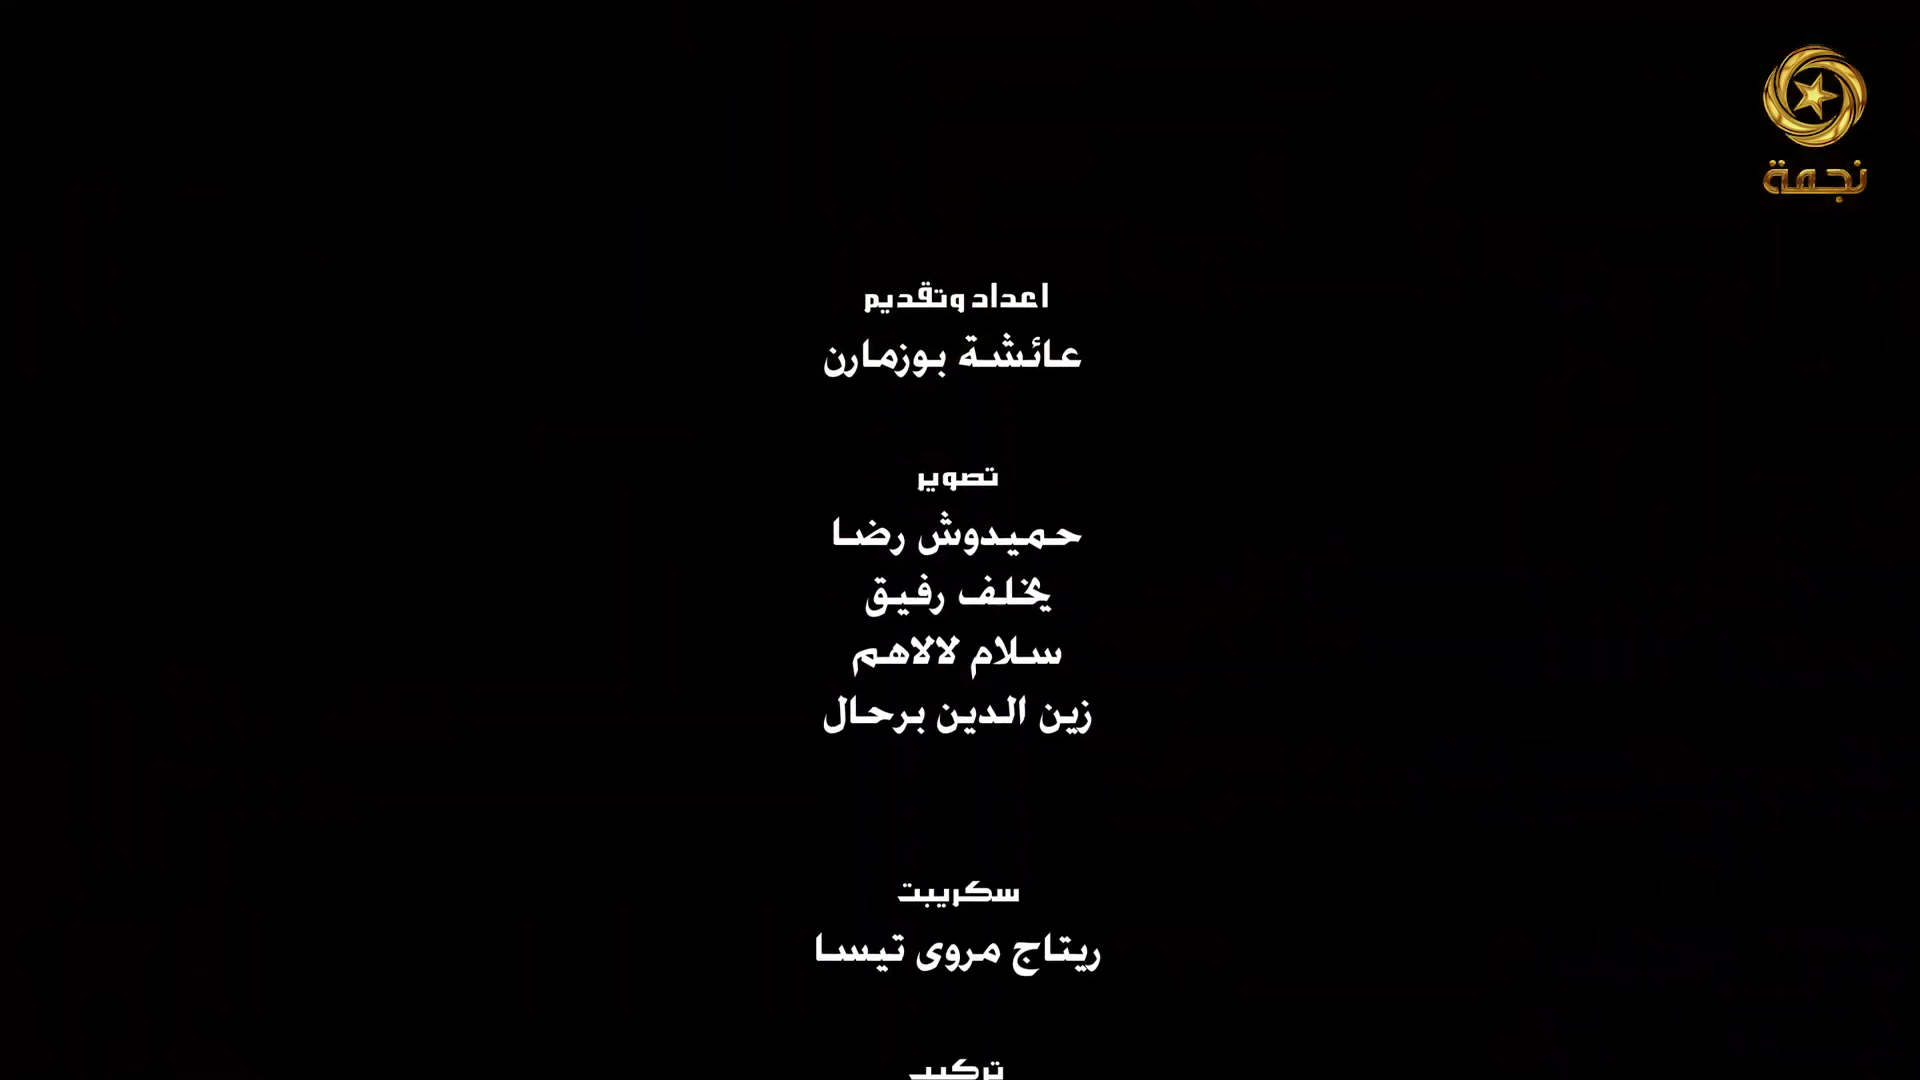 نجمة
اعداد وتقديم
عائشة بوزمارن
تصوير
حميدوش رضا
يخلف رفيق
سلام لالاهم
زين الدين برحال
سكريبت
ريتاج مروى تيسا
تركيب